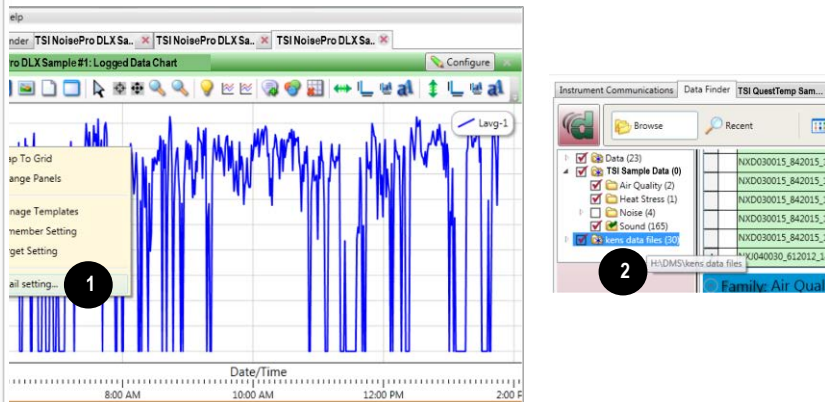 elp
nder TSI NoisePro DLX Sa.. TSI NoisePro DLX Sa.. TSI NoisePro DLX Sa..
ro DLX Sample #1: Logged Data Chart Configure
Lavg-1
ap To Grid
ange Panels
nage Templates
member Setting
rget Setting
ail setting...
1
Date/Time
8:00 AM 10:00 AM 12:00 PM 2:00 P
Instrument Communications Data Finder TSI QuestTemp Sam...
Browse Recent
Data (23)
TSI Sample Data (0)
Air Quality (2)
Heat Stress (1)
Noise (4)
Sound (165)
kens data files (30)
H:\DMS\kens data files
2
NXD030015_842015_
NXD030015_842015_
NXD030015_842015_
NXD030015_842015_
NXD030015_842015_
040030_612012_1
Family: Air Qual